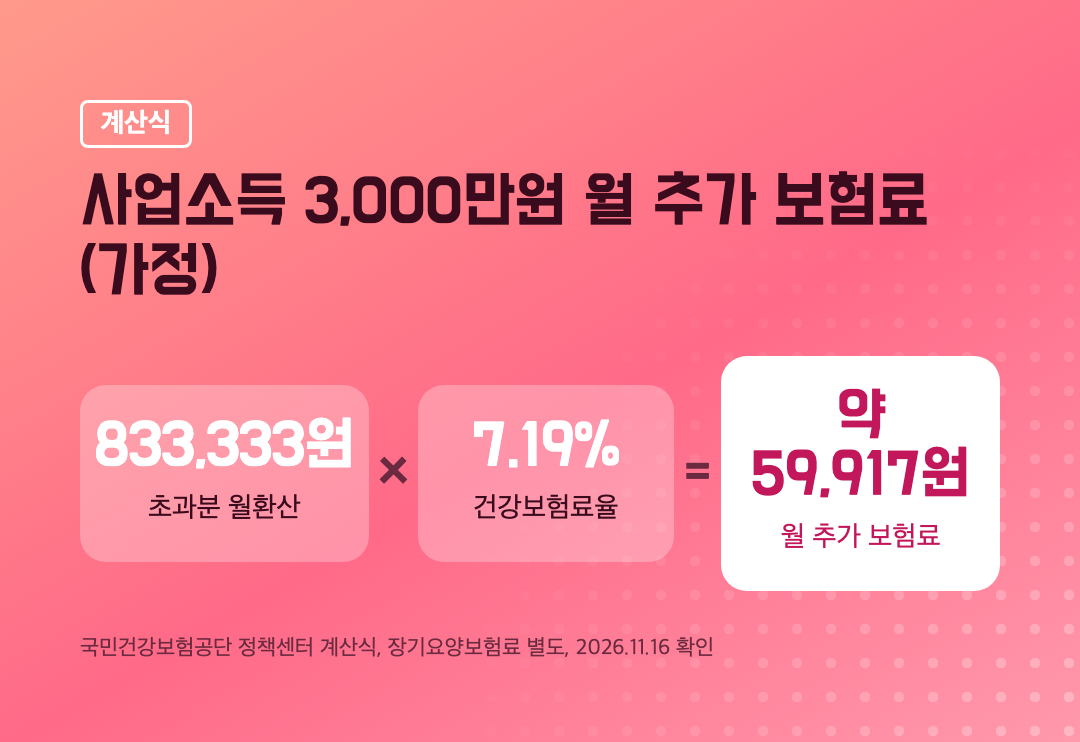 계산식
사업소득 3,000만원 월 추가 보험료
(가정)
833,333원
초과분 월환산
×
7.19%
건강보험료율
=
약
59,917원
월 추가 보험료
국민건강보험공단 정책센터 계산식, 장기요양보험료 별도, 2026.11.16 확인